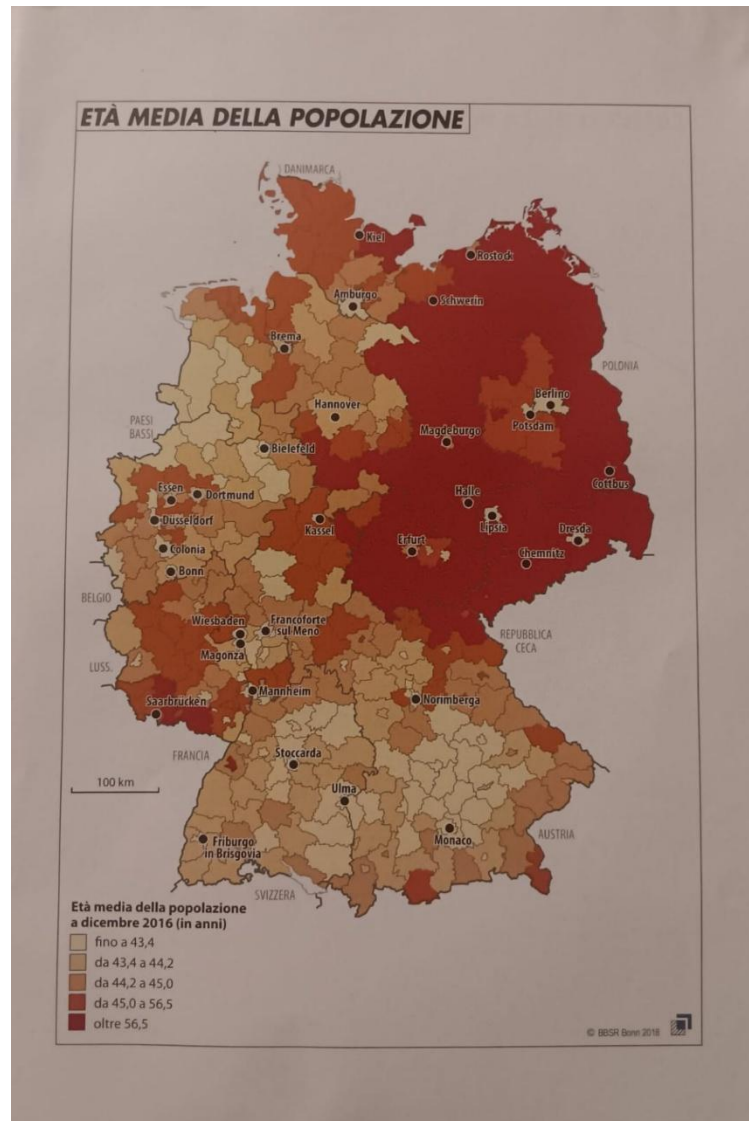 ETÀ MEDIA DELLA POPOLAZIONE
DANIMARCA
Kiel
Rostock
Amburgo
Schwerin
Brema
POLONIA
Hannover
Berlino
Potsdam
PAESI
BASSI
Magdeburgo
Bielefeld
Cottbus
Essen
Dortmund
Halle
Lipsia
Düsseldorf
Kassel
Dresda
Erfurt
Colonia
Chemnitz
Bonn
BELGIO
Wiesbaden
Francoforte
sul Meno
REPUBBLICA
CECA
Magonza
LUSS.
Mannheim
Saarbrucken
Norimberga
FRANCIA
Stoccarda
100 km
Ulma
Monaco
AUSTRIA
Friburgo
in Brisgovia
SVIZZERA
Età media della popolazione
a dicembre 2016 (in anni)
fino a 43,4
da 43,4 a 44,2
da 44,2 a 45,0
da 45,0 a 56,5
oltre 56,5
© BBSR Bonn 2018